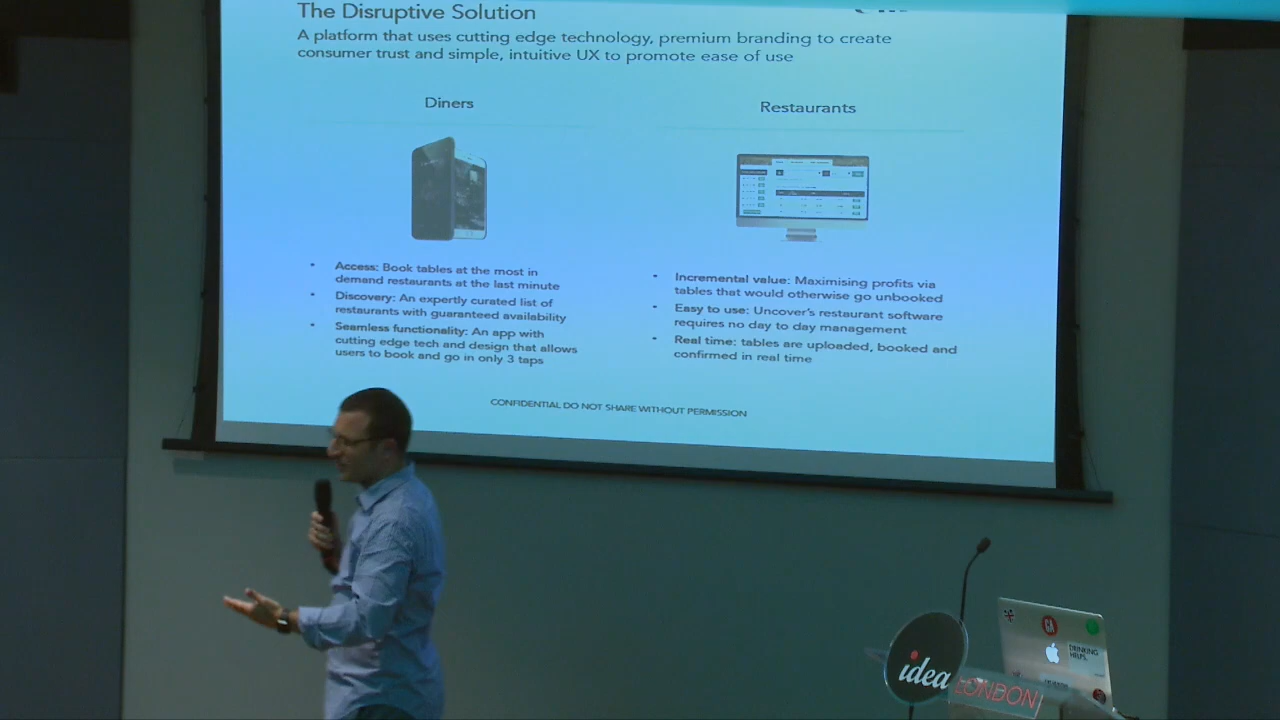 The Disruptive Solution
A platform that uses cutting edge technology, premium branding to create
consumer trust and simple, intuitive UX to promote ease of use
Diners
• Access: Book tables at the most in
demand restaurants at the last minute
• Discovery: An expertly curated list of
restaurants with guaranteed availability
• Seamless functionality: An app with
cutting edge tech and design that allows
users to book and go in only 3 taps
Restaurants
• Incremental value: Maximising profits via
tables that would otherwise go unbooked
• Easy to use: Uncover's restaurant software
requires no day to day management
• Real time: tables are uploaded, booked and
confirmed in real time
CONFIDENTIAL DO NOT SHARE WITHOUT PERMISSION
idea
LONDON
GA
DRINKING
HELPS.